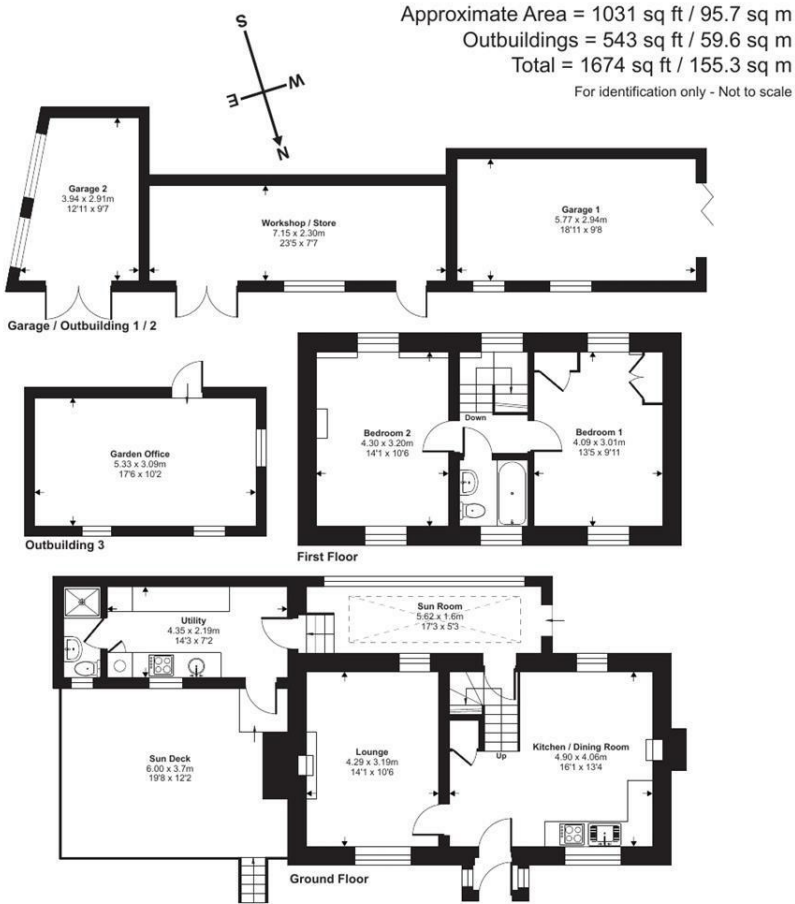 Approximate Area = 1031 sq ft / 95.7 sq m
Outbuildings = 543 sq ft / 59.6 sq m
Total = 1674 sq ft / 155.3 sq m
For identification only - Not to scale
S
W
E
N
Garage 2
3.94 x 2.91m
12'11 x 9'7
Workshop / Store
7.15 x 2.30m
23'5 x 7'7
Garage 1
5.77 x 2.94m
18'11 x 9'8
Garage / Outbuilding 1 / 2
Garden Office
5.33 x 3.09m
17'6 x 10'2
Outbuilding 3
Bedroom 2
4.30 x 3.20m
14'1 x 10'6
Down
Bedroom 1
4.09 x 3.01m
13'5 x 9'11
First Floor
Utility
4.35 x 2.19m
14'3 x 7'2
Sun Room
5.62 x 1.6m
17'3 x 5'3
Sun Deck
6.00 x 3.7m
19'8 x 12'2
Lounge
4.29 x 3.19m
14'1 x 10'6
Up
Kitchen / Dining Room
4.90 x 4.06m
16'1 x 13'4
Ground Floor